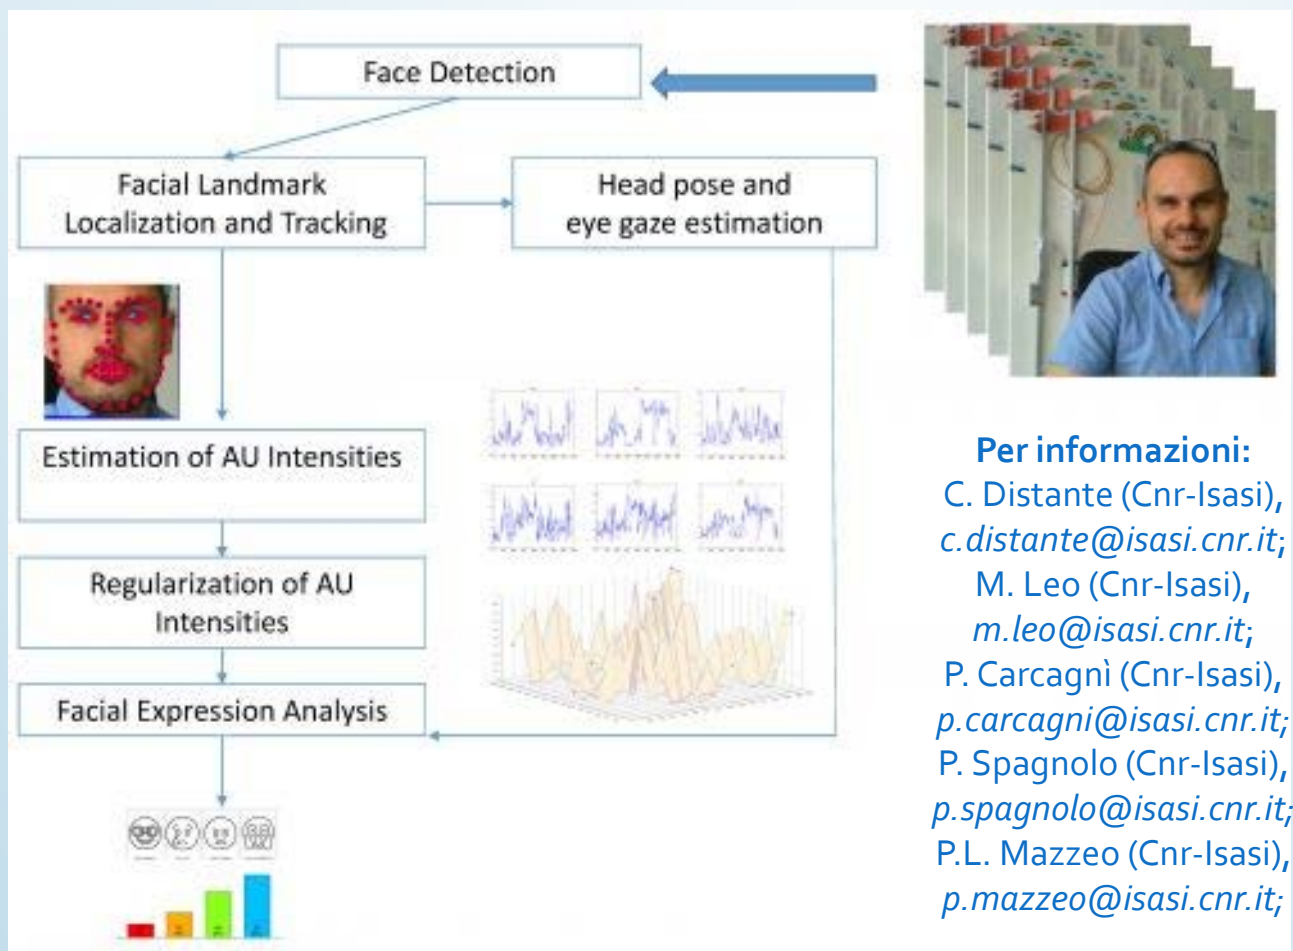 Face Detection
Facial Landmark
Localization and Tracking
Head pose and
eye gaze estimation
Estimation of AU Intensities
Regularization of AU
Intensities
Facial Expression Analysis
Per informazioni:
C. Distante (Cnr-Isasi),
c.distante@isasi.cnr.it;
M. Leo (Cnr-Isasi),
m.leo@isasi.cnr.it;
P. Carcagnì (Cnr-Isasi),
p.carcagni@isasi.cnr.it;
P. Spagnolo (Cnr-Isasi),
p.spagnolo@isasi.cnr.it;
P.L. Mazzeo (Cnr-Isasi),
p.mazzeo@isasi.cnr.it;